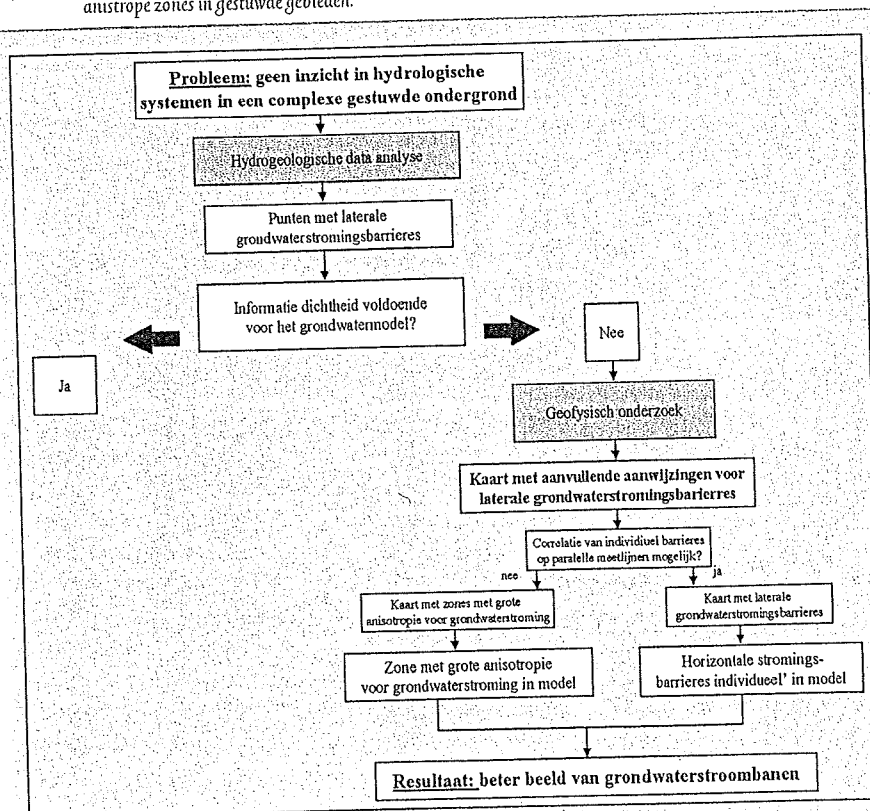 anistrope zones in gestuwde gebieden.
Probleem: geen inzicht in hydrologische
systemen in een complexe gestuwde ondergrond
Hydrogeologische data analyse
Punten met laterale
grondwaterstromingsbarrieres
Informatie dichtheid voldoende
voor het grondwatermodel?
Nee
Ja
Geofysisch onderzoek
Kaart met aanvullende aanwijzingen voor
laterale grondwaterstromingsbarierres
Correlatie van individiuel barrieres
op paralelle meetlijnen mogelijk?
nee
ja
Kaart met zones met grote
anisotropie voor grondwaterstroming
Kaart met laterale
grondwaterstromingsbarrieres
Zone met grote anisotropie
voor grondwaterstroming in model
Horizontale stromings-
barrieres individueel' in model
Resultaat: beter beeld van grondwaterstroombanen